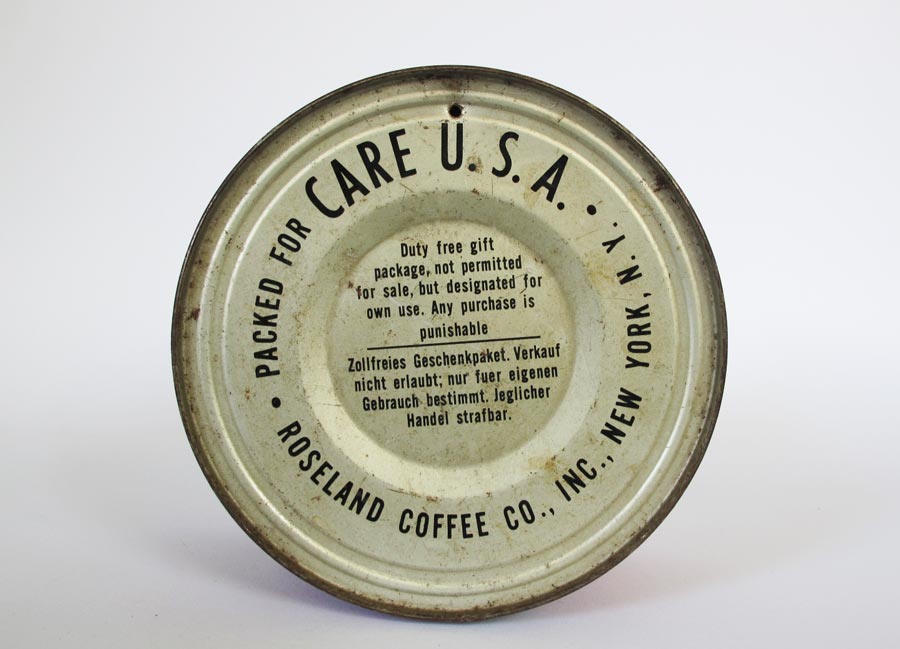 • PACKED FOR CARE U.S.A. •
Duty free gift
package, not permitted
for sale, but designated for
own use. Any purchase is
punishable
Zollfreies Geschenkpaket. Verkauf
nicht erlaubt; nur fuer eigenen
Gebrauch bestimmt. Jeglicher
Handel strafbar.
ROSELAND COFFEE CO., INC., NEW YORK, N.Y.